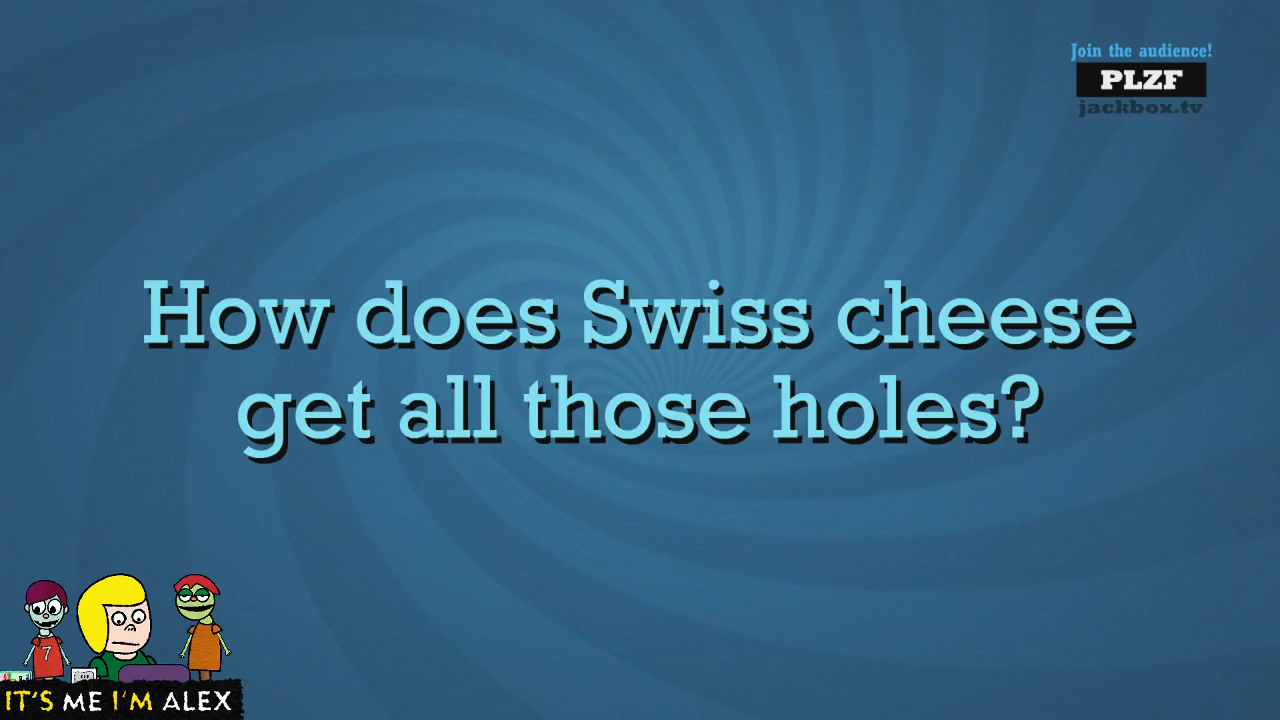 Join the audience!
PLZF
jackbox.tv
How does Swiss cheese
get all those holes?
7
IT'S ME I'M ALEX